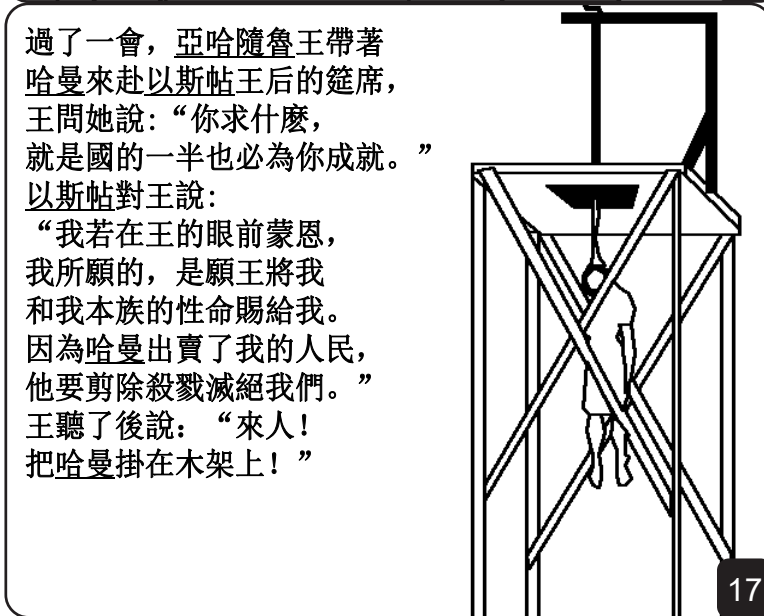 過了一會，亞哈隨魯王帶著
哈曼來赴以斯帖王后的筵席，
王問她說：“你求什麼，
就是國的一半也必為你成就。”
以斯帖對王說：
“我若在王的眼前蒙恩，
我所願的，是願王將我
和我本族的性命賜給我。
因為哈曼出賣了我的人民，
他要剪除殺戮滅絕我們。”
王聽了後說：“來人！
把哈曼掛在木架上！”
17